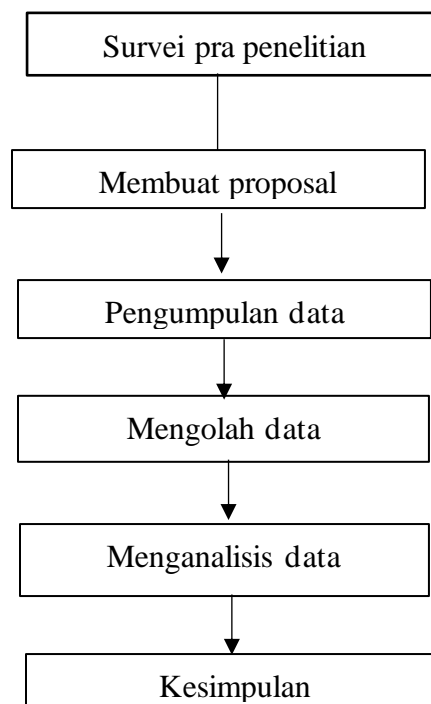 Survei pra penelitian
Membuat proposal
Pengumpulan data
Mengolah data
Menganalisis data
Kesimpulan